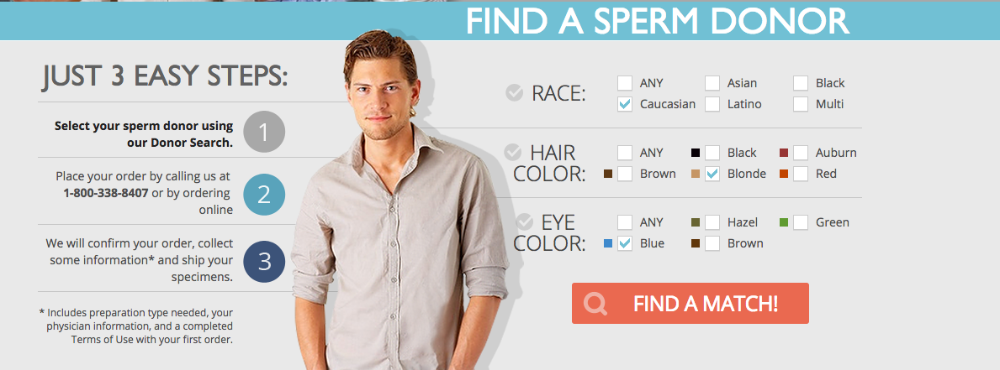 FIND A SPERM DONOR
JUST 3 EASY STEPS:
Select your sperm donor using
our Donor Search.
1
Place your order by calling us at
1-800-338-8407 or by ordering
online
2
We will confirm your order, collect
some information* and ship your
specimens.
3
* Includes preparation type needed, your
physician information, and a completed
Terms of Use with your first order.
RACE:
ANY Asian Black
Caucasian Latino Multi
HAIR
COLOR:
ANY Black Auburn
Brown Blonde Red
EYE
COLOR:
ANY Hazel Green
Blue Brown
FIND A MATCH!